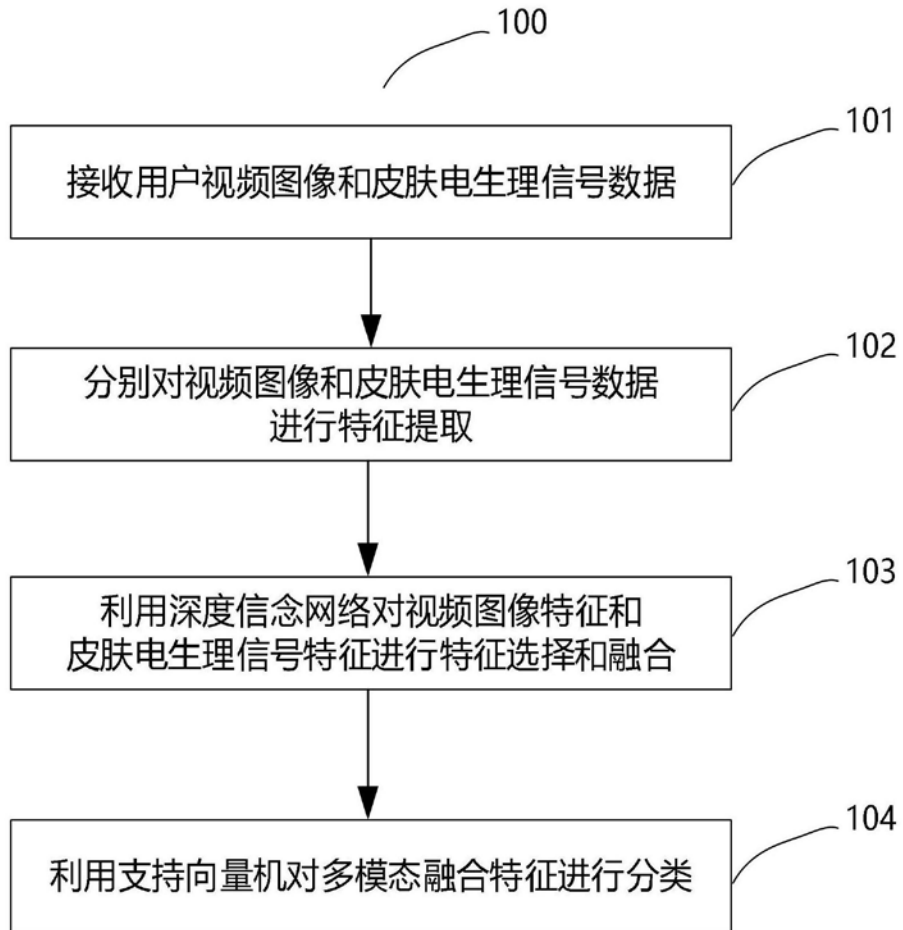 100
101
接收用户视频图像和皮肤电生理信号数据
102
分别对视频图像和皮肤电生理信号数据
进行特征提取
103
利用深度信念网络对视频图像特征和
皮肤电生理信号特征进行特征选择和融合
104
利用支持向量机对多模态融合特征进行分类